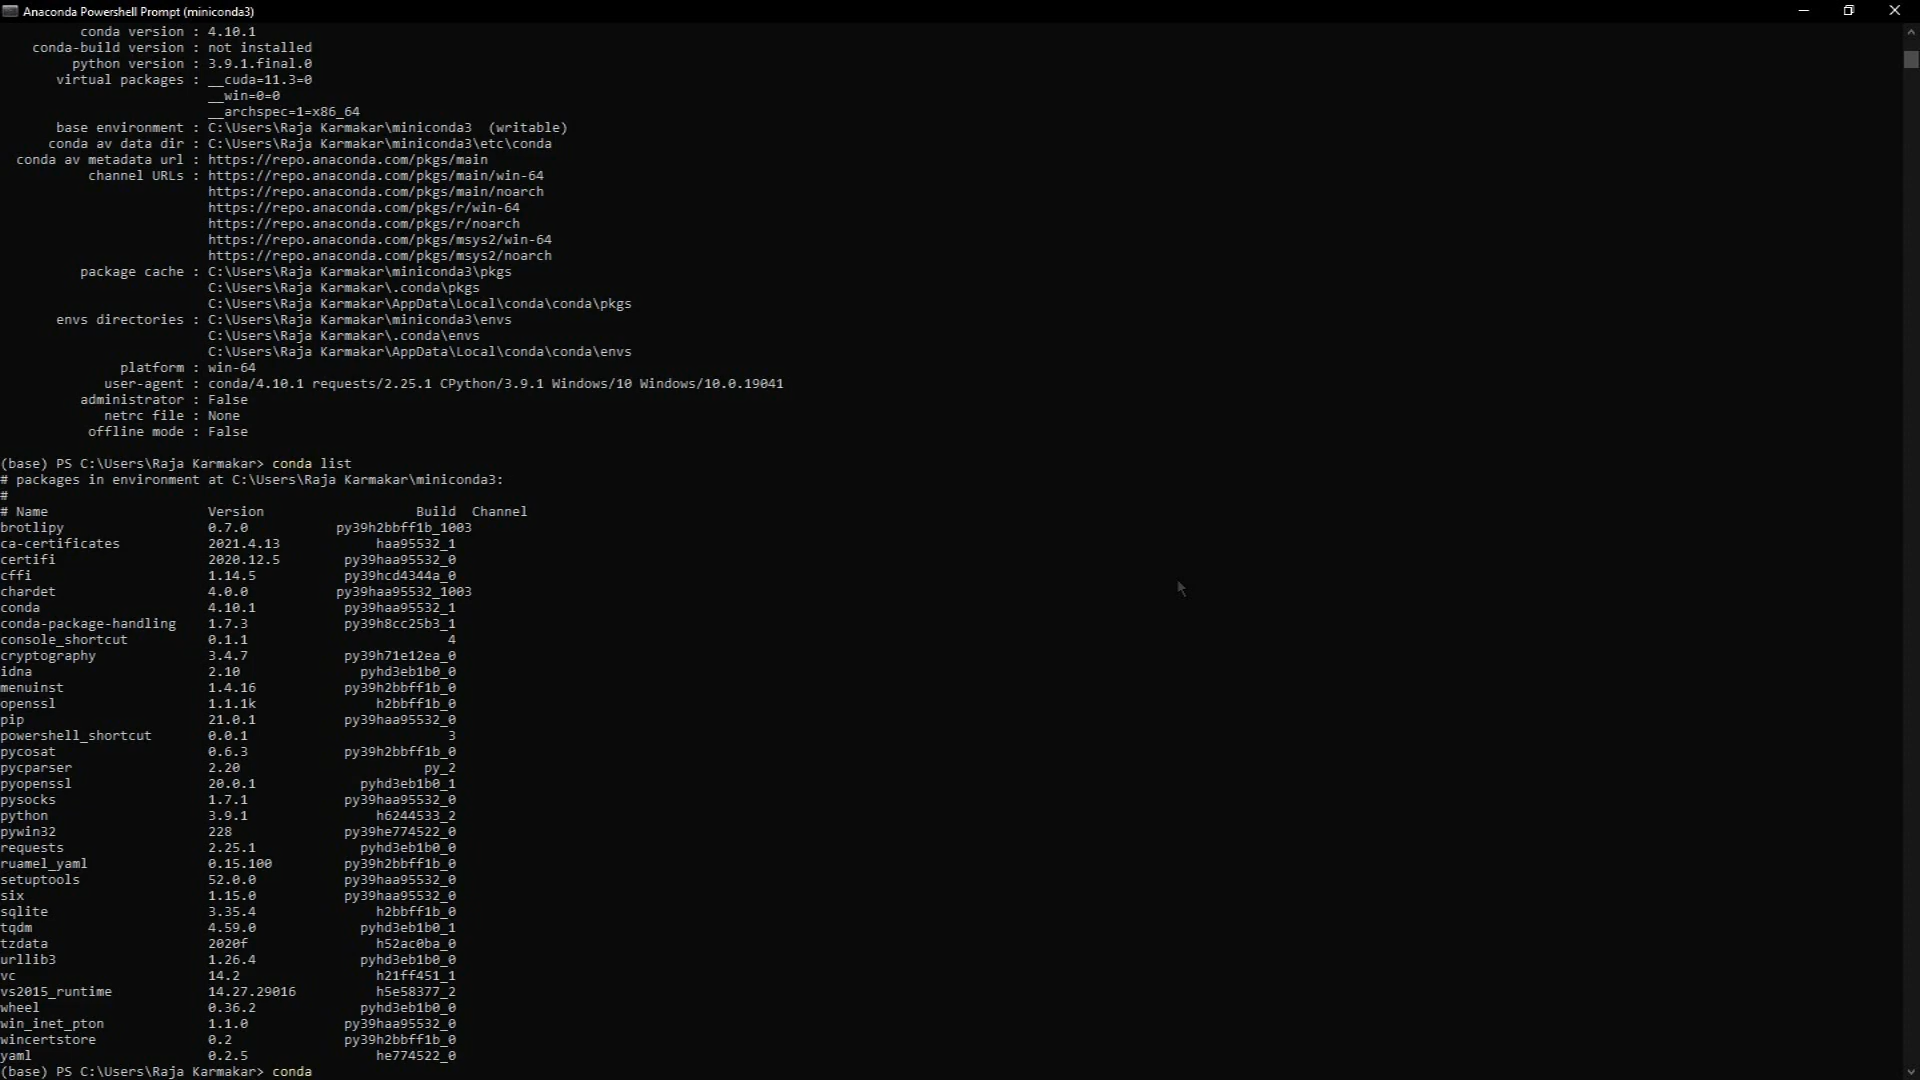 Anaconda Powershell Prompt (miniconda3)
conda version : 4.10.1
conda-build version : not installed
python version : 3.9.1.final.0
virtual packages : __cuda=11.3=0
__win=0=0
__archspec=1=x86_64
base environment : C:\Users\Raja Karmakar\miniconda3  (writable)
conda av data dir : C:\Users\Raja Karmakar\miniconda3\etc\conda
conda av metadata url : https://repo.anaconda.com/pkgs/main
channel URLs : https://repo.anaconda.com/pkgs/main/win-64
https://repo.anaconda.com/pkgs/main/noarch
https://repo.anaconda.com/pkgs/r/win-64
https://repo.anaconda.com/pkgs/r/noarch
https://repo.anaconda.com/pkgs/msys2/win-64
https://repo.anaconda.com/pkgs/msys2/noarch
package cache : C:\Users\Raja Karmakar\miniconda3\pkgs
C:\Users\Raja Karmakar\.conda\pkgs
C:\Users\Raja Karmakar\AppData\Local\conda\conda\pkgs
envs directories : C:\Users\Raja Karmakar\miniconda3\envs
C:\Users\Raja Karmakar\.conda\envs
C:\Users\Raja Karmakar\AppData\Local\conda\conda\envs
platform : win-64
user-agent : conda/4.10.1 requests/2.25.1 CPython/3.9.1 Windows/10 Windows/10.0.19041
administrator : False
netrc file : None
offline mode : False
(base) PS C:\Users\Raja Karmakar> conda list
# packages in environment at C:\Users\Raja Karmakar\miniconda3:
#
# Name Version Build Channel
brotlipy 0.7.0 py39h2bbff1b_1003
ca-certificates 2021.4.13 haa95532_1
certifi 2020.12.5 py39haa95532_0
cffi 1.14.5 py39hcd4344a_0
chardet 4.0.0 py39haa95532_1003
conda 4.10.1 py39haa95532_1
conda-package-handling 1.7.3 py39h8cc25b3_1
console_shortcut 0.1.1 4
cryptography 3.4.7 py39h71e12ea_0
idna 2.10 pyhd3eb1b0_0
menuinst 1.4.16 py39h2bbff1b_0
openssl 1.1.1k h2bbff1b_0
pip 21.0.1 py39haa95532_0
powershell_shortcut 0.0.1 3
pycosat 0.6.3 py39h2bbff1b_0
pycparser 2.20 py_2
pyopenssl 20.0.1 pyhd3eb1b0_1
pysocks 1.7.1 py39haa95532_0
python 3.9.1 h6244533_2
pywin32 228 py39he774522_0
requests 2.25.1 pyhd3eb1b0_0
ruamel_yaml 0.15.100 py39h2bbff1b_0
setuptools 52.0.0 py39haa95532_0
six 1.15.0 py39haa95532_0
sqlite 3.35.4 h2bbff1b_0
tqdm 4.59.0 pyhd3eb1b0_1
tzdata 2020f h52ac0ba_0
urllib3 1.26.4 pyhd3eb1b0_0
vc 14.2 h21ff451_1
vs2015_runtime 14.27.29016 h5e58377_2
wheel 0.36.2 pyhd3eb1b0_0
win_inet_pton 1.1.0 py39haa95532_0
wincertstore 0.2 py39h2bbff1b_0
yaml 0.2.5 he774522_0
(base) PS C:\Users\Raja Karmakar> conda